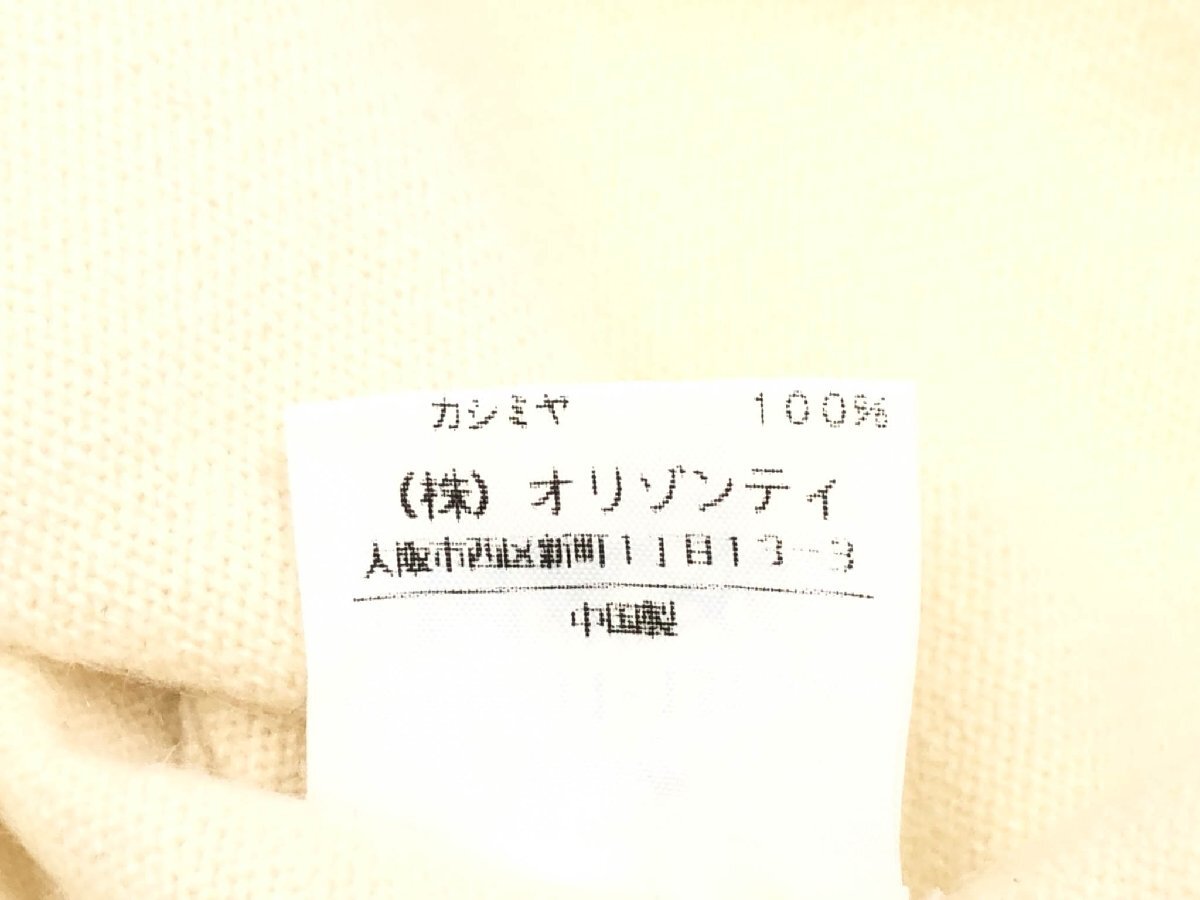 カシミヤ 100%
(株) オリゾンティ
大阪市西区新町1丁目13-3
中国製